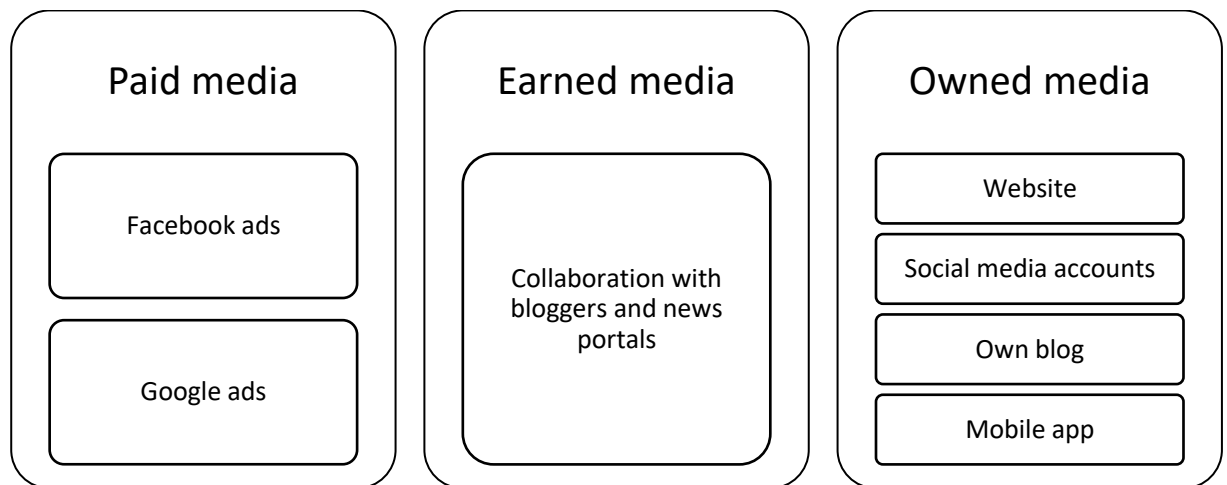 Paid media
Facebook ads
Google ads
Earned media
Collaboration with
bloggers and news
portals
Owned media
Website
Social media accounts
Own blog
Mobile app